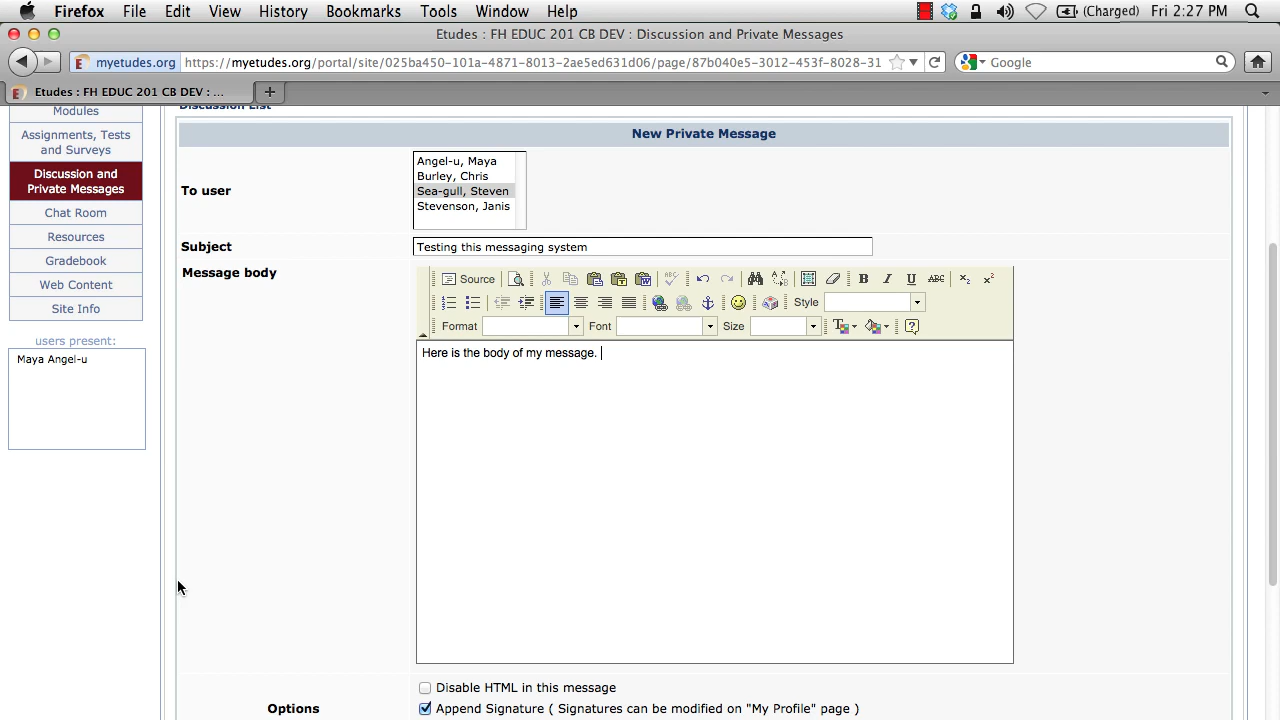 Firefox File Edit View History Bookmarks Tools Window Help (Charged) Fri 2:27 PM
Etudes : FH EDUC 201 CB DEV : Discussion and Private Messages
myetudes.org https://myetudes.org/portal/site/025ba450-101a-4871-8013-2ae5ed631d06/page/87b040e5-3012-453f-8028-31 Google
Etudes : FH EDUC 201 CB DEV : ...
Discussion List
Modules
Assignments, Tests
and Surveys
Discussion and
Private Messages
Chat Room
Resources
Gradebook
Web Content
Site Info
users present:
Maya Angel-u
New Private Message
To user
Angel-u, Maya
Burley, Chris
Sea-gull, Steven
Stevenson, Janis
Subject Testing this messaging system
Message body
Source B I U ABC x₂ x²
Style
Format Font Size
Here is the body of my message.
Disable HTML in this message
Options Append Signature ( Signatures can be modified on "My Profile" page )